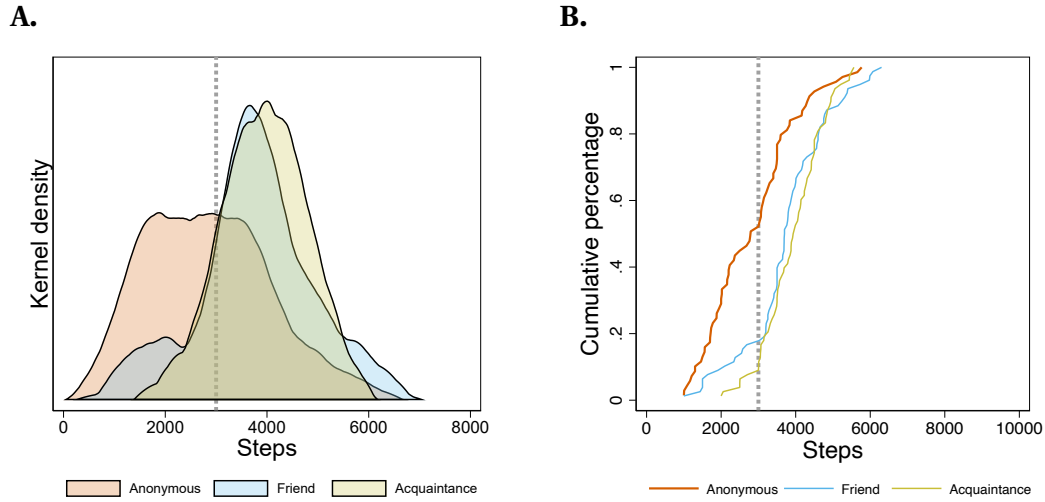 A.
Kernel density
0 2000 4000 6000 8000
Steps
Anonymous Friend Acquaintance
B.
Cumulative percentage
1
.8
.6
.4
.2
0
0 2000 4000 6000 8000 10000
Steps
Anonymous Friend Acquaintance